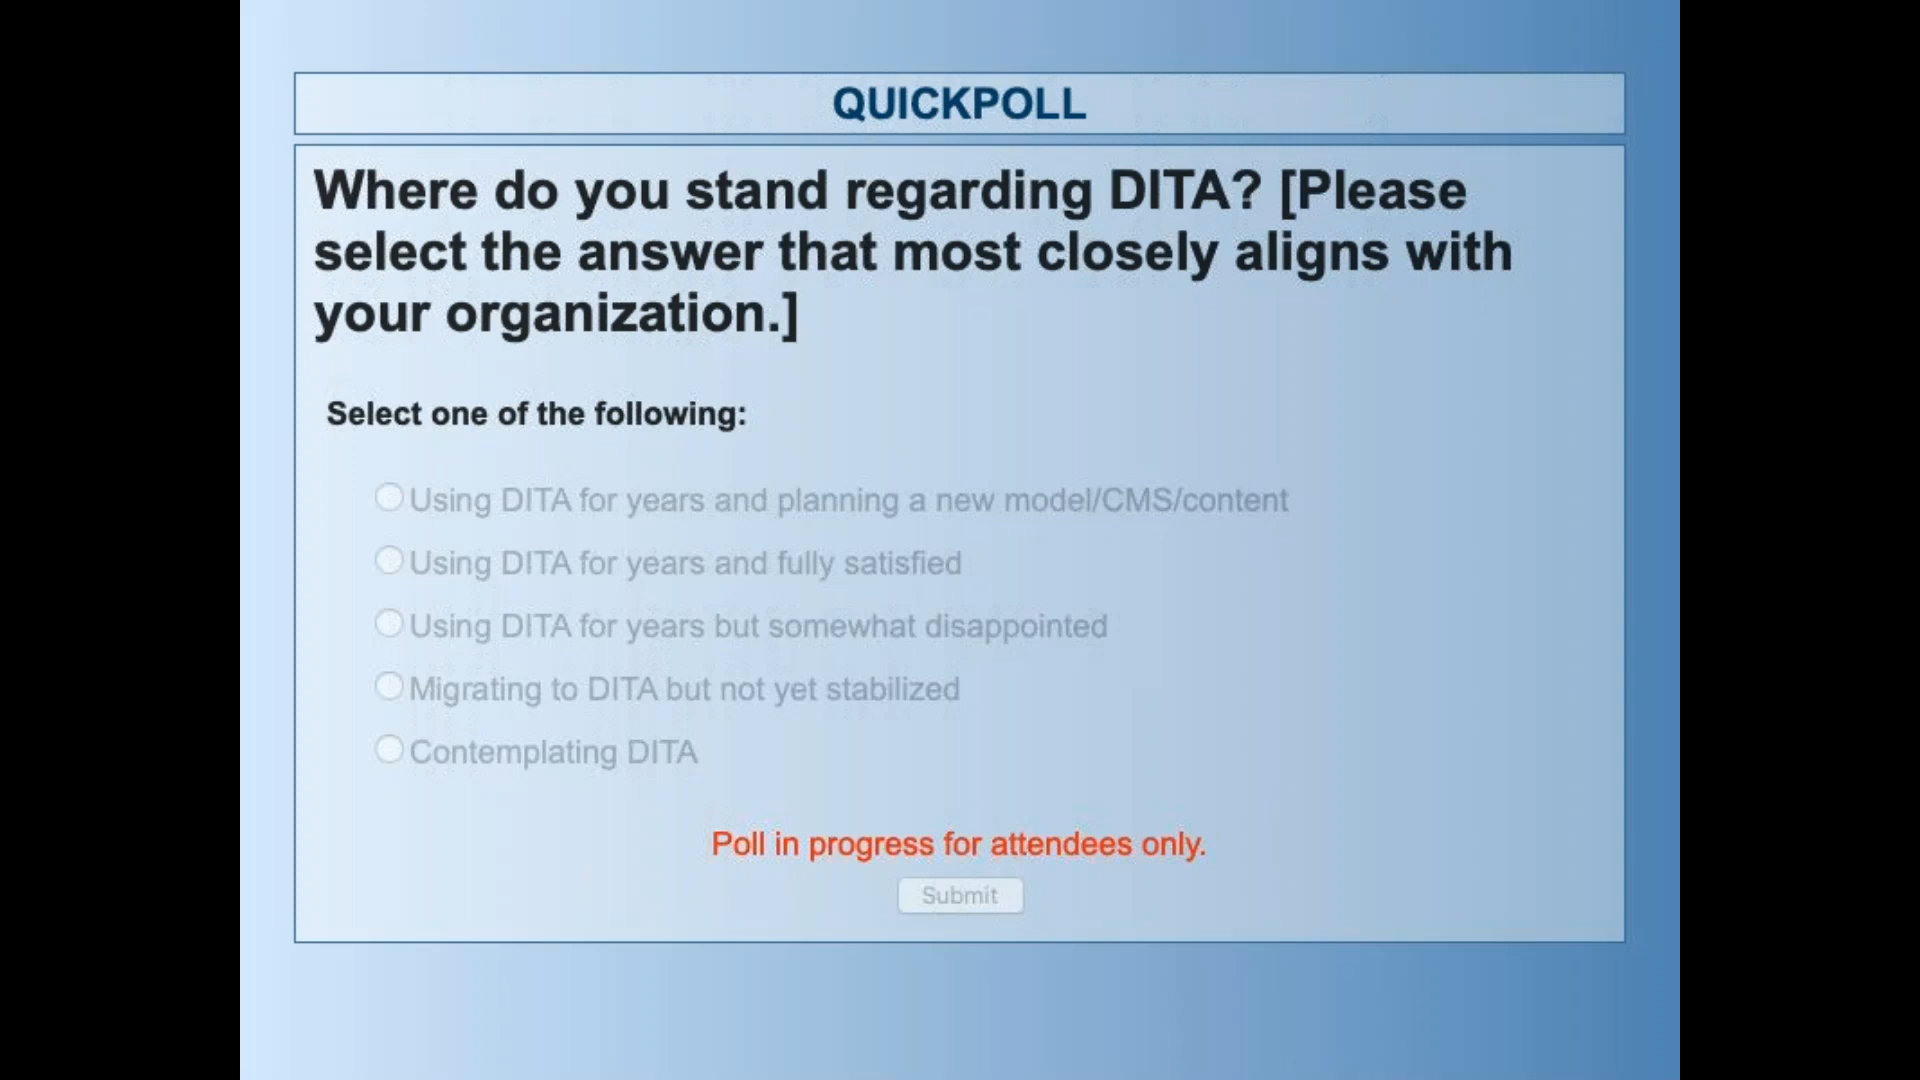 QUICKPOLL
Where do you stand regarding DITA? [Please
select the answer that most closely aligns with
your organization.]
Select one of the following:
Using DITA for years and planning a new model/CMS/content
Using DITA for years and fully satisfied
Using DITA for years but somewhat disappointed
Migrating to DITA but not yet stabilized
Contemplating DITA
Poll in progress for attendees only.
Submit